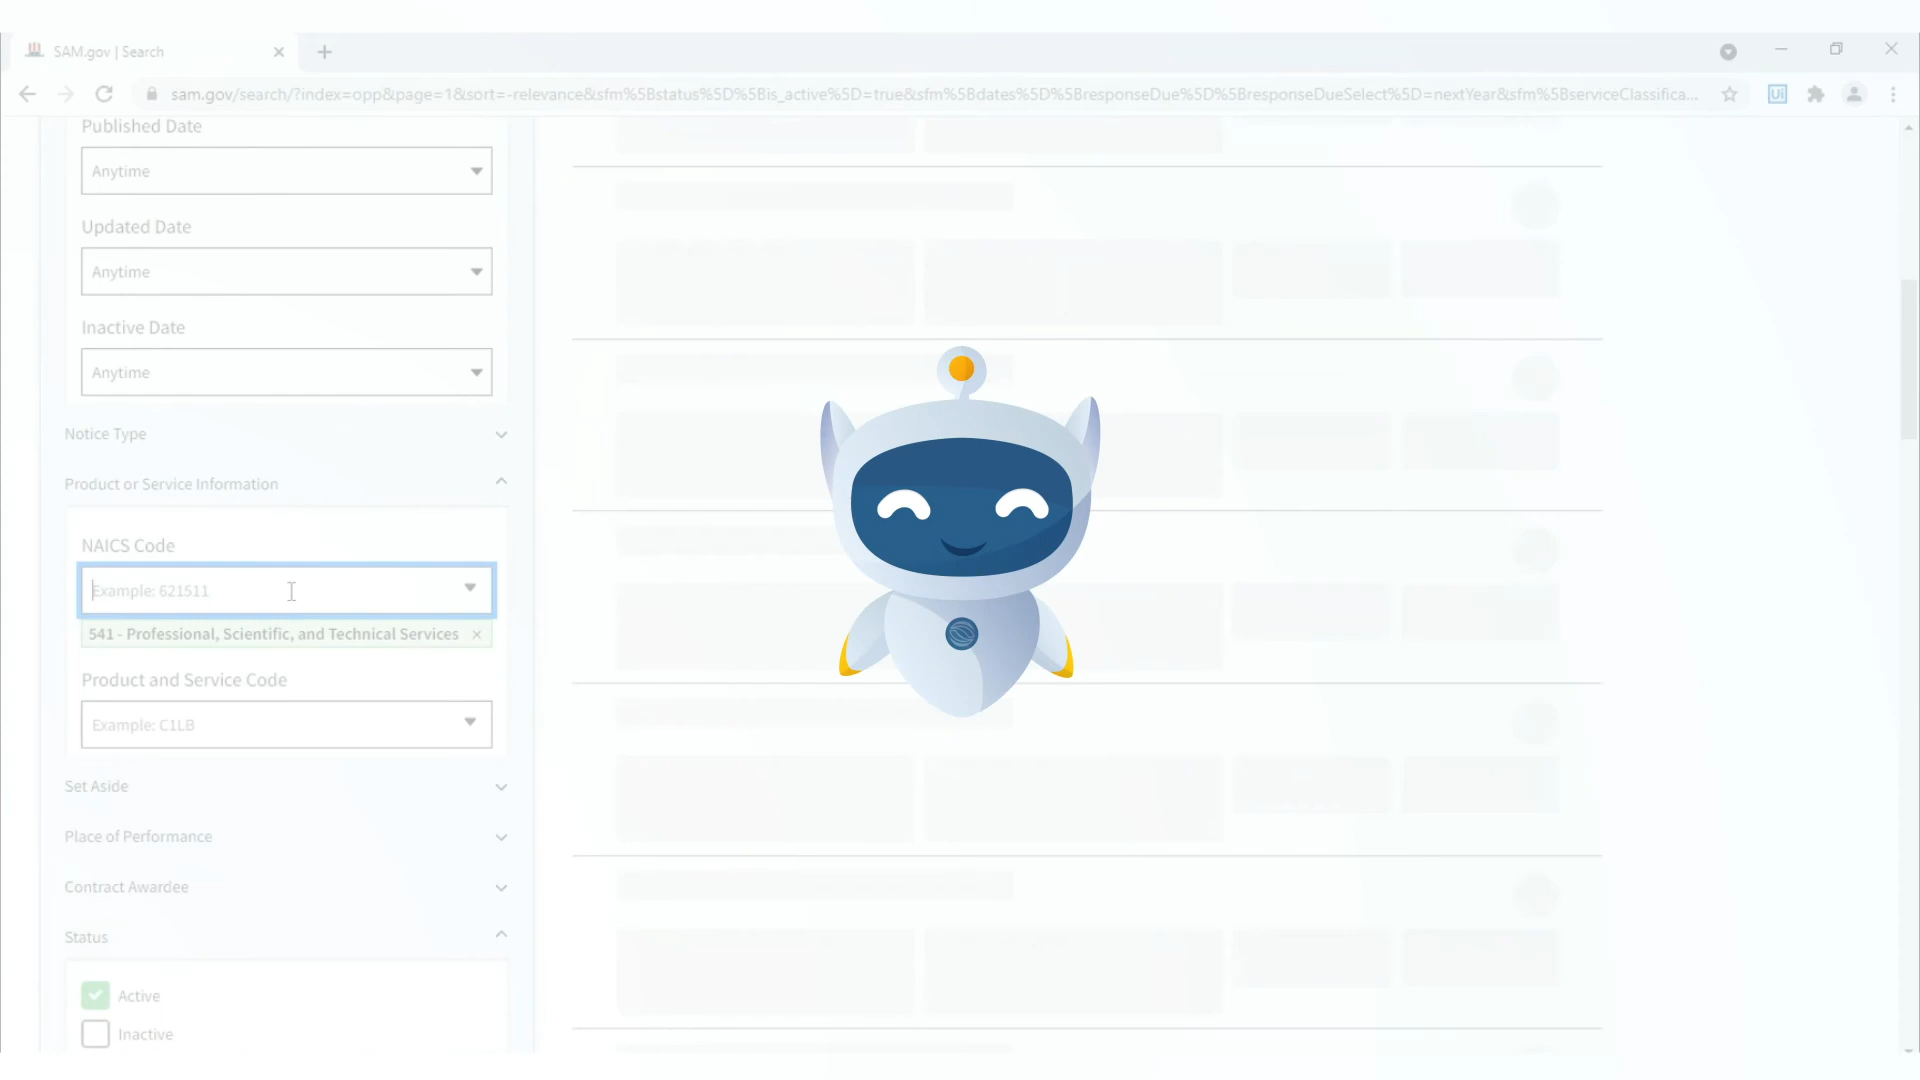 SAM.gov | Search
sam.gov/search/?index=opp&page=1&sort=-relevance&sfm%5Bstatus%5D%5Bis_active%5D=true&sfm%5Bdates%5D%5BresponseDue%5D%5BresponseDueSelect%5D=nextYear&sfm%5BserviceClassifica...
Ui
Published Date
Anytime
Updated Date
Anytime
Inactive Date
Anytime
Notice Type
Product or Service Information
NAICS Code
Example: 621511
541 - Professional, Scientific, and Technical Services
Product and Service Code
Example: C1LB
Set Aside
Place of Performance
Contract Awardee
Status
Active
Inactive